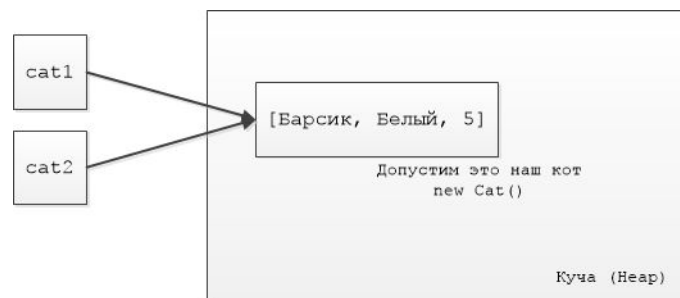 cat1
[Барсик, Белый, 5]
cat2
Допустим это наш кот
new Cat()
Куча (Heap)